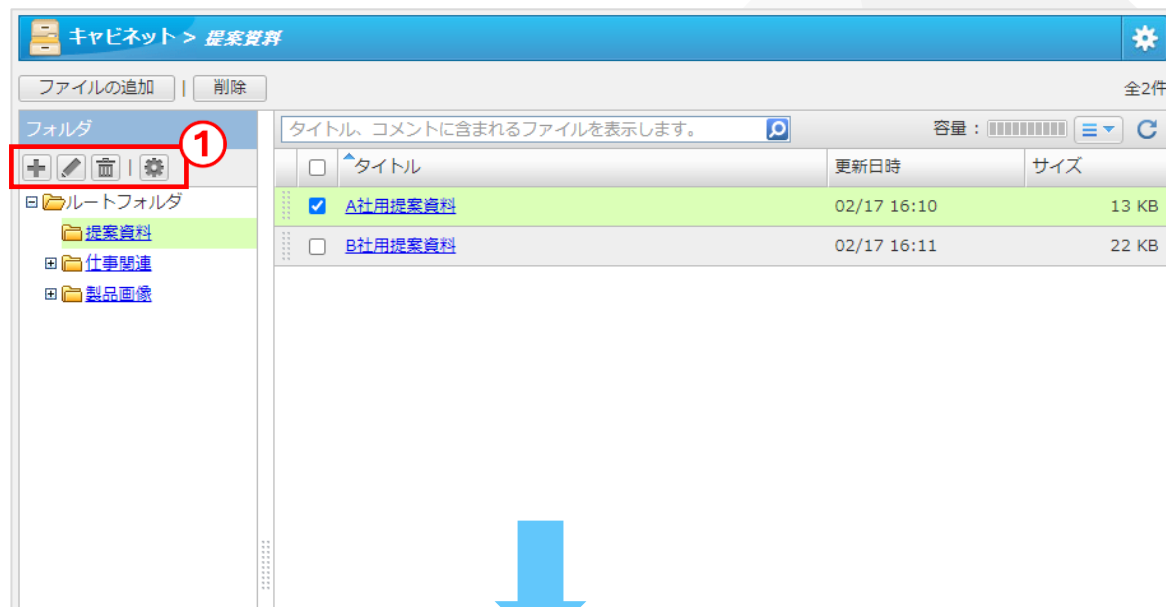 キャビネット > 提案資料
ファイルの追加 | 削除
全2件
フォルダ
①
タイトル、コメントに含まれるファイルを表示します。
容量：
タイトル 更新日時 サイズ
ルートフォルダ
提案資料
仕事関連
製品画像
A社用提案資料 02/17 16:10 13 KB
B社用提案資料 02/17 16:11 22 KB